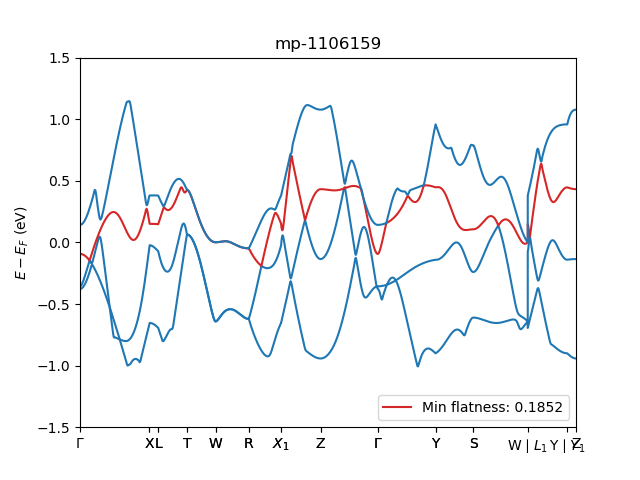 mp-1106159
E − E_F (eV)
1.5
1.0
0.5
0.0
−0.5
−1.0
−1.5
Min flatness: 0.1852
Γ X L T W R X₁ Z Γ Y S W | L₁ Y | Y₁ Z